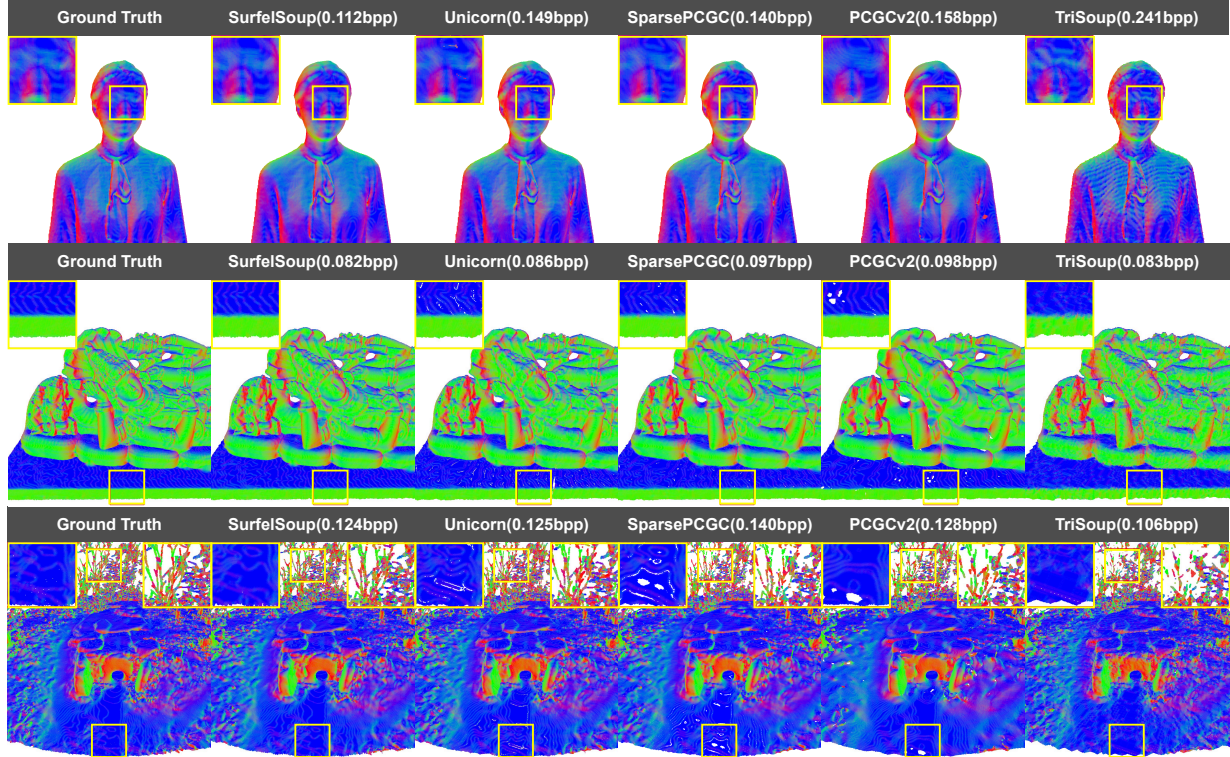 Ground Truth SurfelSoup(0.112bpp) Unicorn(0.149bpp) SparsePCGC(0.140bpp) PCGCv2(0.158bpp) TriSoup(0.241bpp)
Ground Truth SurfelSoup(0.082bpp) Unicorn(0.086bpp) SparsePCGC(0.097bpp) PCGCv2(0.098bpp) TriSoup(0.083bpp)
Ground Truth SurfelSoup(0.124bpp) Unicorn(0.125bpp) SparsePCGC(0.140bpp) PCGCv2(0.128bpp) TriSoup(0.106bpp)